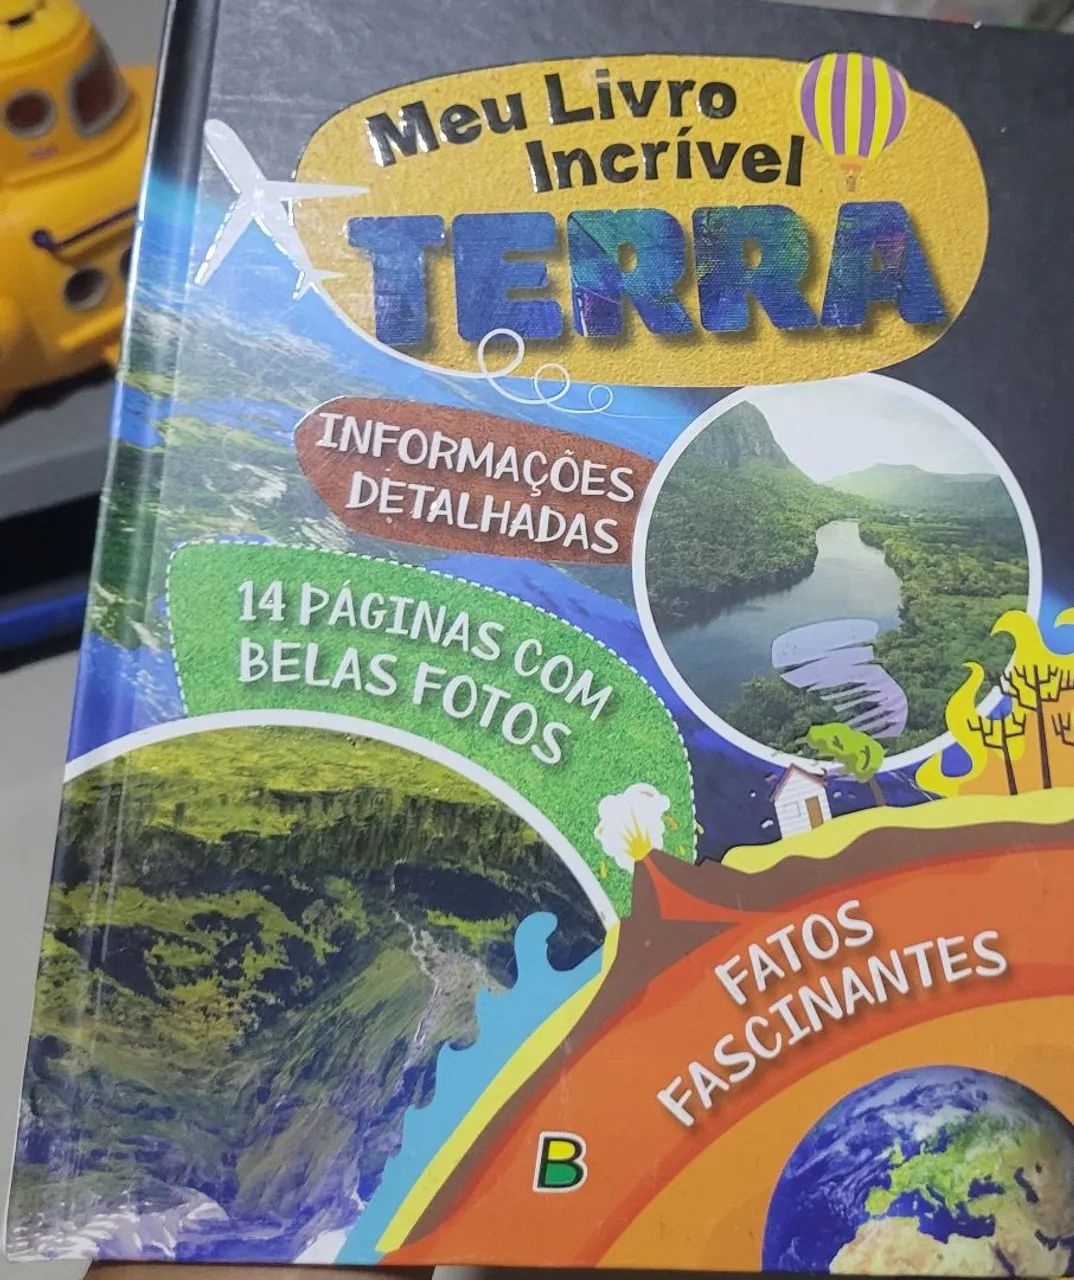 Meu Livro
Incrível
TERRA
INFORMAÇÕES
DETALHADAS
14 PÁGINAS COM
BELAS FOTOS
FATOS
FASCINANTES
B